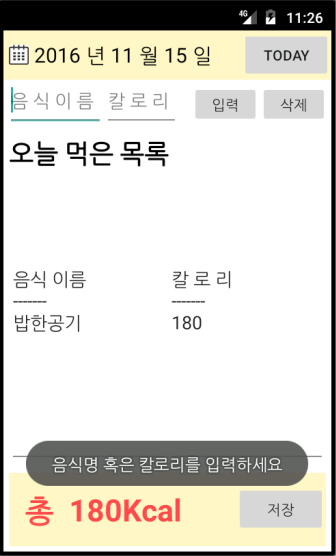 4G 11:26
2016 년 11 월 15 일 TODAY
음 식 이 름 칼 로 리 입력 삭제
오늘 먹은 목록
음식 이름 칼 로 리
------- -------
밥한공기 180
음식명 혹은 칼로리를 입력하세요
총 180Kcal 저장